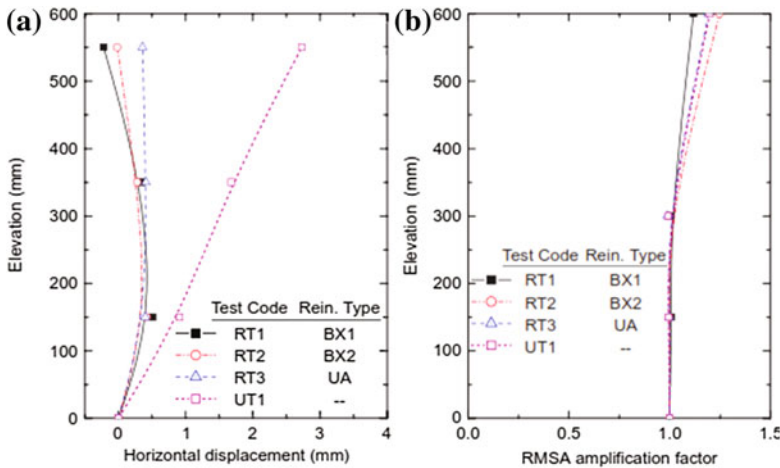 (a)
600
500
400
300
200
100
0
Elevation (mm)
Test Code Rein. Type
RT1 BX1
RT2 BX2
RT3 UA
UT1 --
0 1 2 3 4
Horizontal displacement (mm)
(b)
600
500
400
300
200
100
0
Elevation (mm)
Test Code Rein. Type
RT1 BX1
RT2 BX2
RT3 UA
UT1 --
0.0 0.5 1.0 1.5
RMSA amplification factor